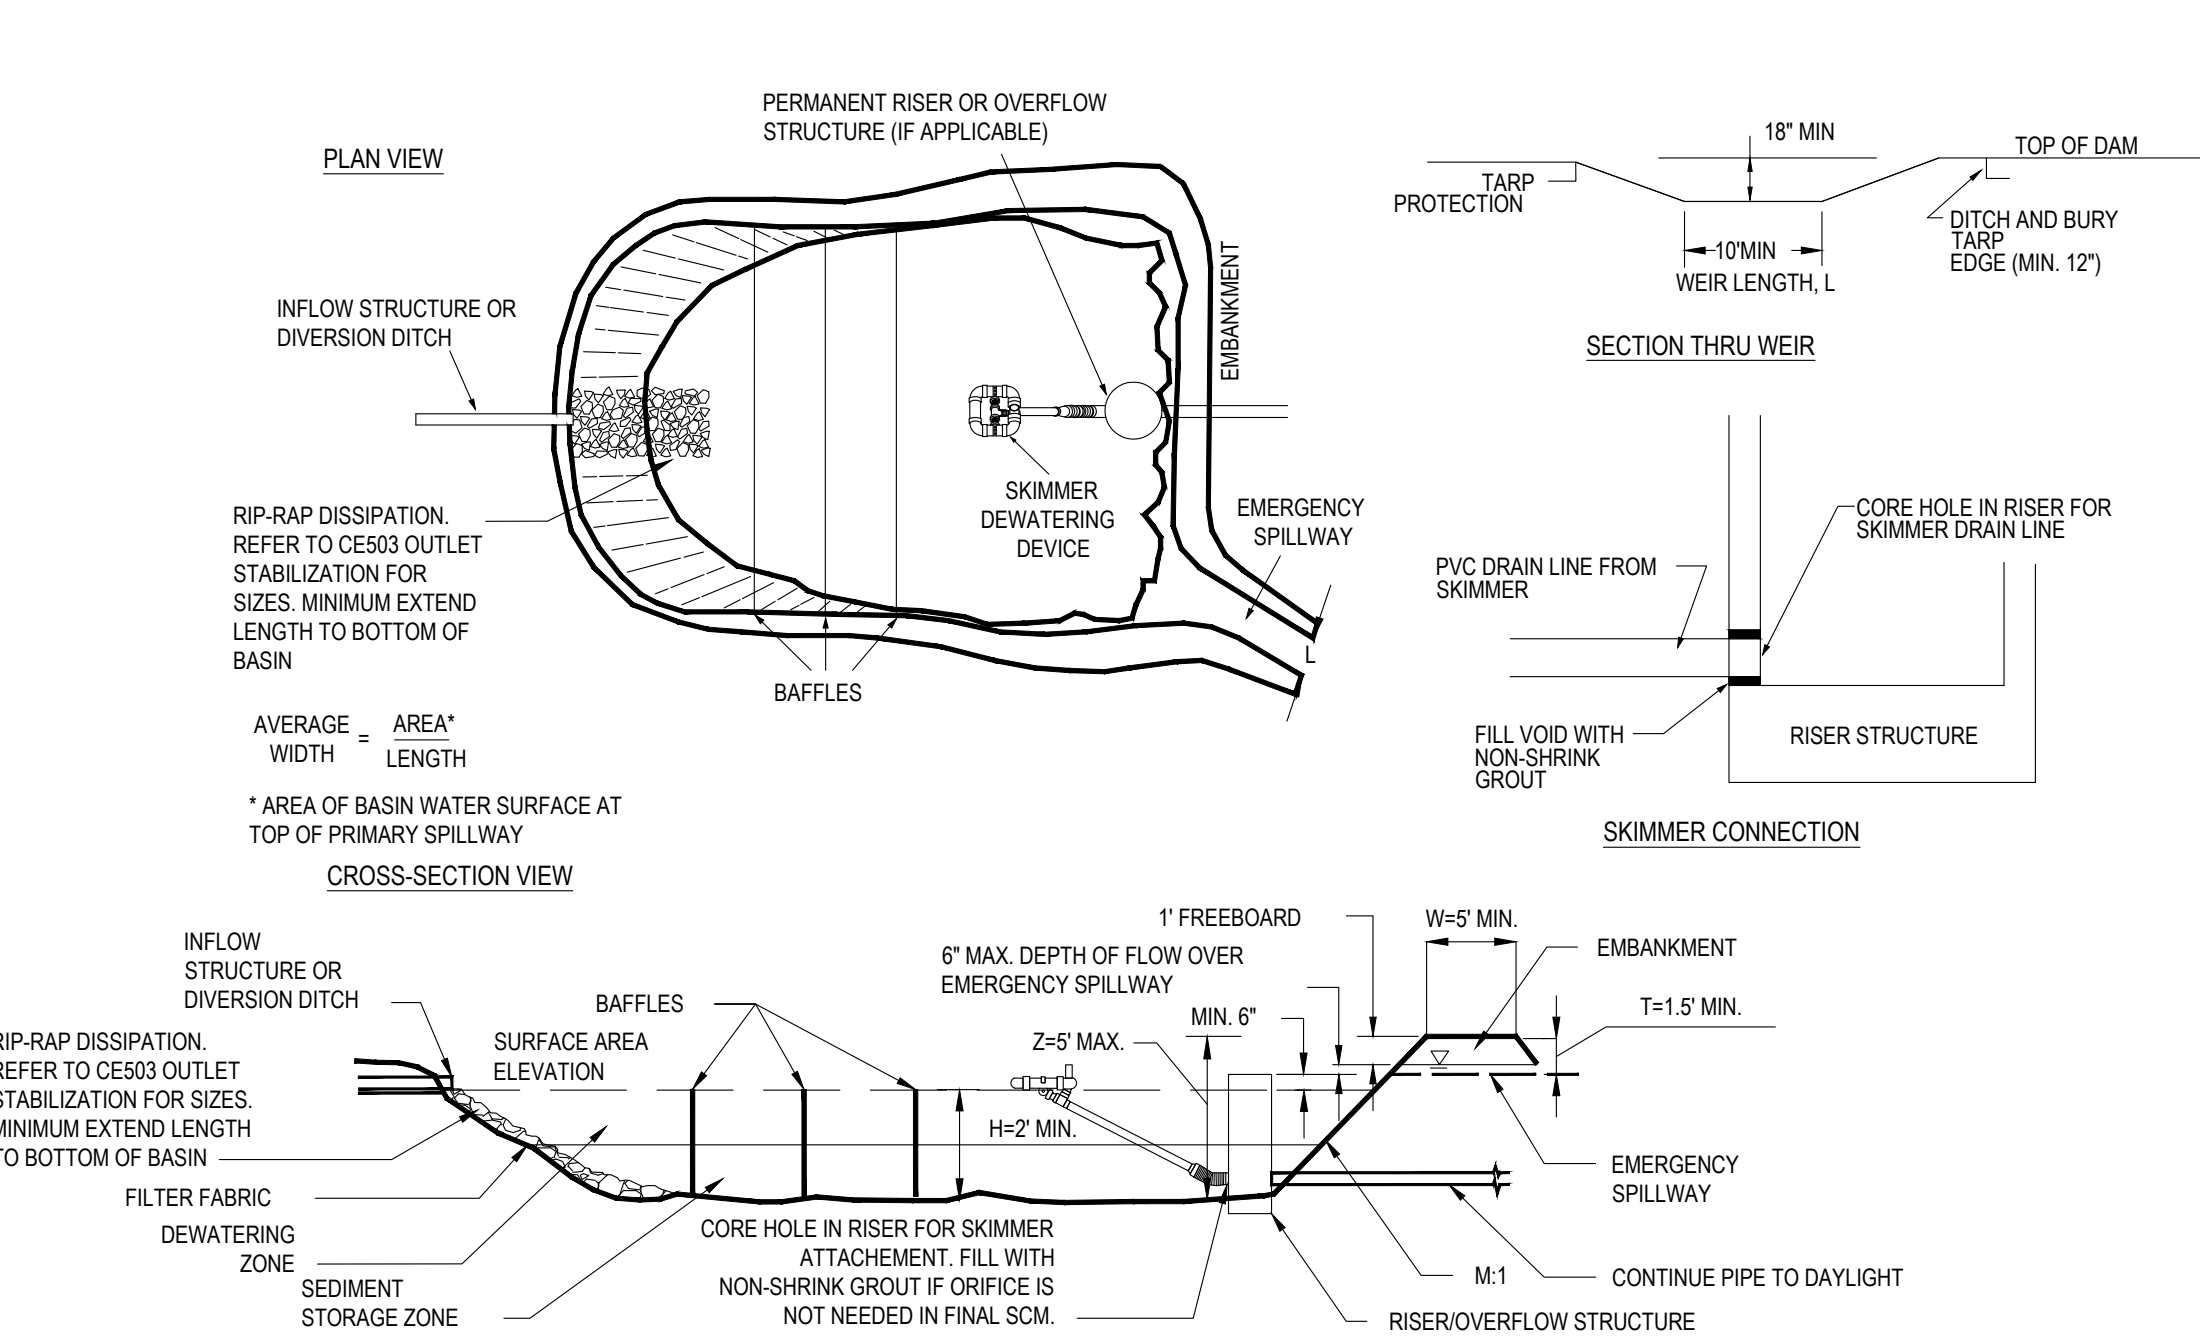 PLAN VIEW
PERMANENT RISER OR OVERFLOW
STRUCTURE (IF APPLICABLE)
INFLOW STRUCTURE OR
DIVERSION DITCH
EMBANKMENT
SKIMMER
DEWATERING
DEVICE
EMERGENCY
SPILLWAY
RIP-RAP DISSIPATION.
REFER TO CE503 OUTLET
STABILIZATION FOR
SIZES. MINIMUM EXTEND
LENGTH TO BOTTOM OF
BASIN
L
BAFFLES
AVERAGE
WIDTH
=
AREA*
LENGTH
* AREA OF BASIN WATER SURFACE AT
TOP OF PRIMARY SPILLWAY
18" MIN
TOP OF DAM
TARP
PROTECTION
10'MIN
WEIR LENGTH, L
DITCH AND BURY
TARP
EDGE (MIN. 12")
SECTION THRU WEIR
CORE HOLE IN RISER FOR
SKIMMER DRAIN LINE
PVC DRAIN LINE FROM
SKIMMER
FILL VOID WITH
NON-SHRINK
GROUT
RISER STRUCTURE
SKIMMER CONNECTION
CROSS-SECTION VIEW
INFLOW
STRUCTURE OR
DIVERSION DITCH
RIP-RAP DISSIPATION.
REFER TO CE503 OUTLET
STABILIZATION FOR SIZES.
MINIMUM EXTEND LENGTH
TO BOTTOM OF BASIN
FILTER FABRIC
DEWATERING
ZONE
SEDIMENT
STORAGE ZONE
BAFFLES
SURFACE AREA
ELEVATION
1' FREEBOARD
6" MAX. DEPTH OF FLOW OVER
EMERGENCY SPILLWAY
MIN. 6"
Z=5' MAX.
H=2' MIN.
W=5' MIN.
EMBANKMENT
T=1.5' MIN.
CORE HOLE IN RISER FOR SKIMMER
ATTACHEMENT. FILL WITH
NON-SHRINK GROUT IF ORIFICE IS
NOT NEEDED IN FINAL SCM.
EMERGENCY
SPILLWAY
M:1
CONTINUE PIPE TO DAYLIGHT
RISER/OVERFLOW STRUCTURE